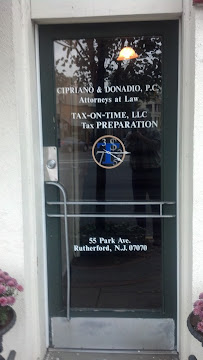 CIPRIANO & DONADIO, P.C.
Attorneys at Law
TAX-ON-TIME, LLC
Tax PREPARATION
55 Park Ave.
Rutherford, N.J. 07070